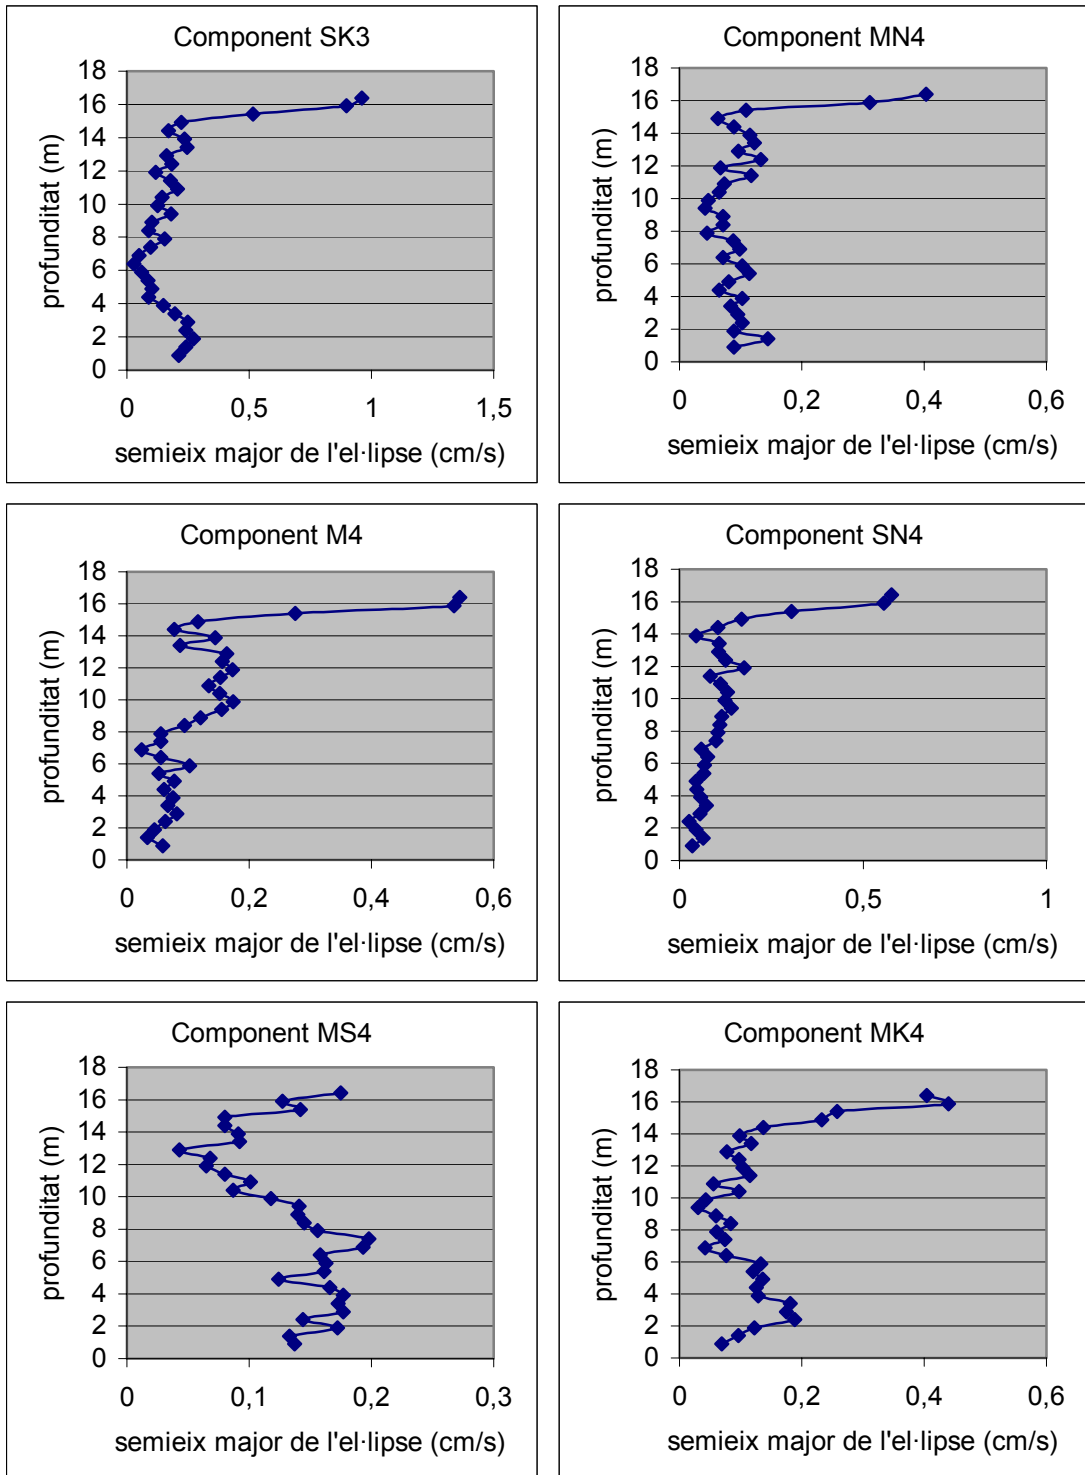 Component SK3
profunditat (m)
18
16
14
12
10
8
6
4
2
0
0 0,5 1 1,5
semieix major de l'el·lipse (cm/s)
Component MN4
profunditat (m)
18
16
14
12
10
8
6
4
2
0
0 0,2 0,4 0,6
semieix major de l'el·lipse (cm/s)
Component M4
profunditat (m)
18
16
14
12
10
8
6
4
2
0
0 0,2 0,4 0,6
semieix major de l'el·lipse (cm/s)
Component SN4
profunditat (m)
18
16
14
12
10
8
6
4
2
0
0 0,5 1
semieix major de l'el·lipse (cm/s)
Component MS4
profunditat (m)
18
16
14
12
10
8
6
4
2
0
0 0,1 0,2 0,3
semieix major de l'el·lipse (cm/s)
Component MK4
profunditat (m)
18
16
14
12
10
8
6
4
2
0
0 0,2 0,4 0,6
semieix major de l'el·lipse (cm/s)